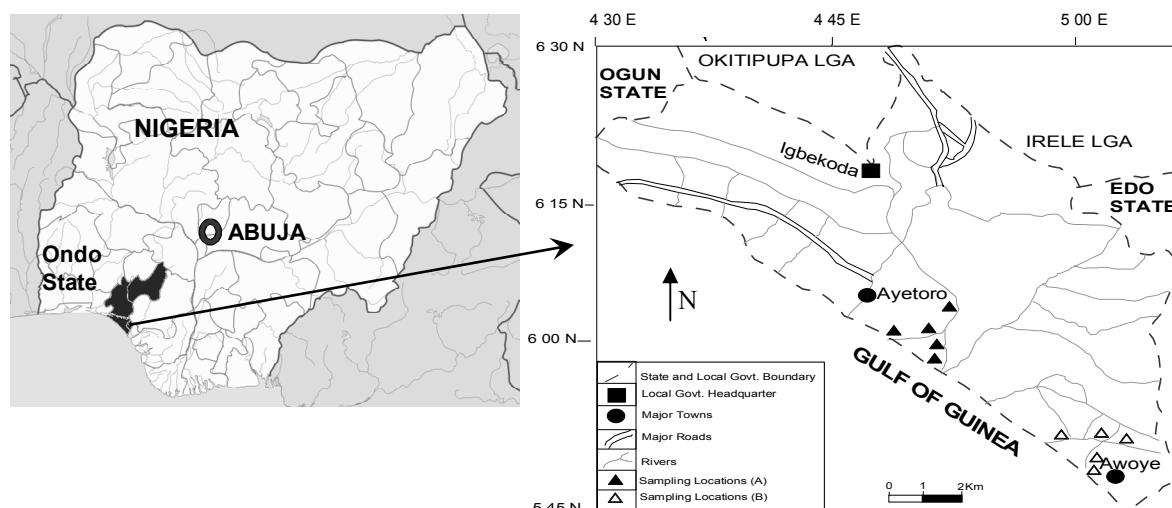 NIGERIA
ABUJA
Ondo
State
4 30 E
4 45 E
5 00 E
6 30 N
6 15 N
6 00 N
5 45 N
OKITIPUPA LGA
OGUN
STATE
IRELE LGA
Igbekoda
EDO
STATE
Ayetoro
N
GULF OF GUINEA
Awoye
State and Local Govt. Boundary
Local Govt. Headquarter
Major Towns
Major Roads
Rivers
Sampling Locations (A)
Sampling Locations (B)
0 1 2Km